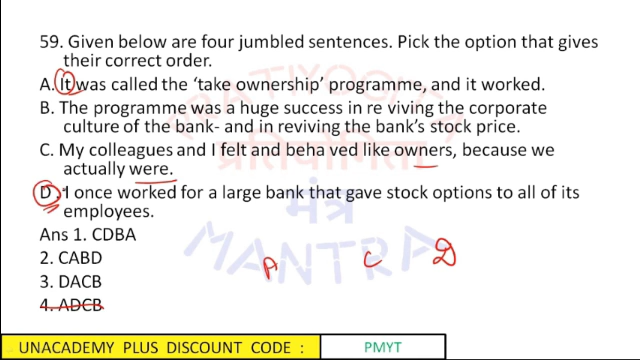 59. Given below are four jumbled sentences. Pick the option that gives
their correct order.
A. It was called the ‘take ownership’ programme, and it worked.
B. The programme was a huge success in re viving the corporate
culture of the bank- and in reviving the bank’s stock price.
C. My colleagues and I felt and beha ved like owners, because we
actually were.
D. I once worked for a large bank that gave stock options to all of its
employees.
Ans 1. CDBA
2. CABD
3. DACB
4. ADCB
A C D
PRATIYOGITA
प्रतियोगिता
मंत्र
MANTRA
UNACADEMY PLUS DISCOUNT CODE : PMYT